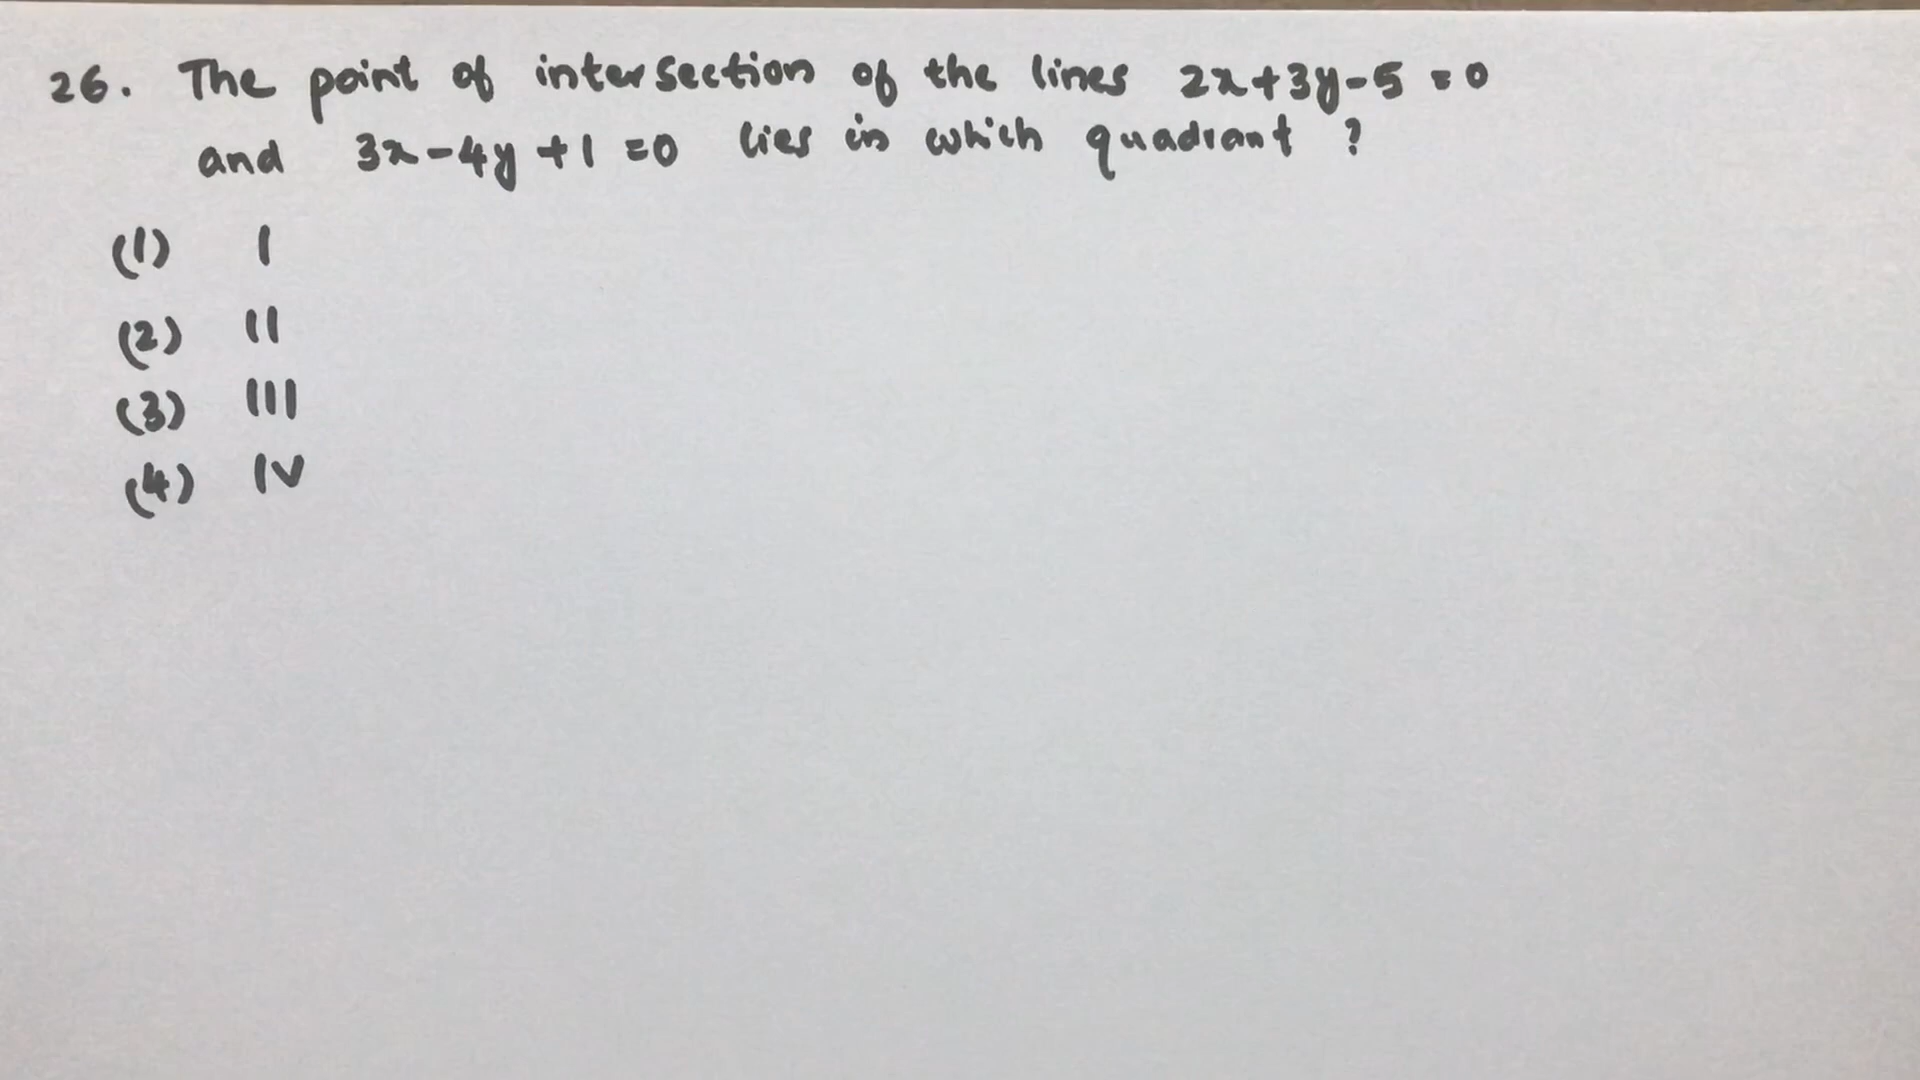 26. The point of intersection of the lines 2x+3y-5=0
and 3x-4y+1=0 lies in which quadrant ?
(1) I
(2) II
(3) III
(4) IV